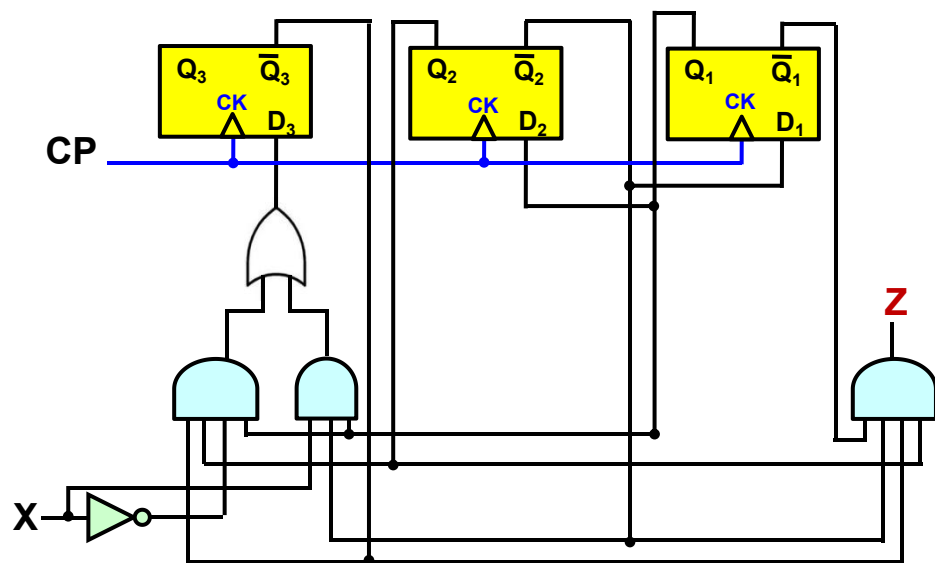 Q₃ Q̅₃
CK
D₃
Q₂ Q̅₂
CK
D₂
Q₁ Q̅₁
CK
D₁
CP
Z
X